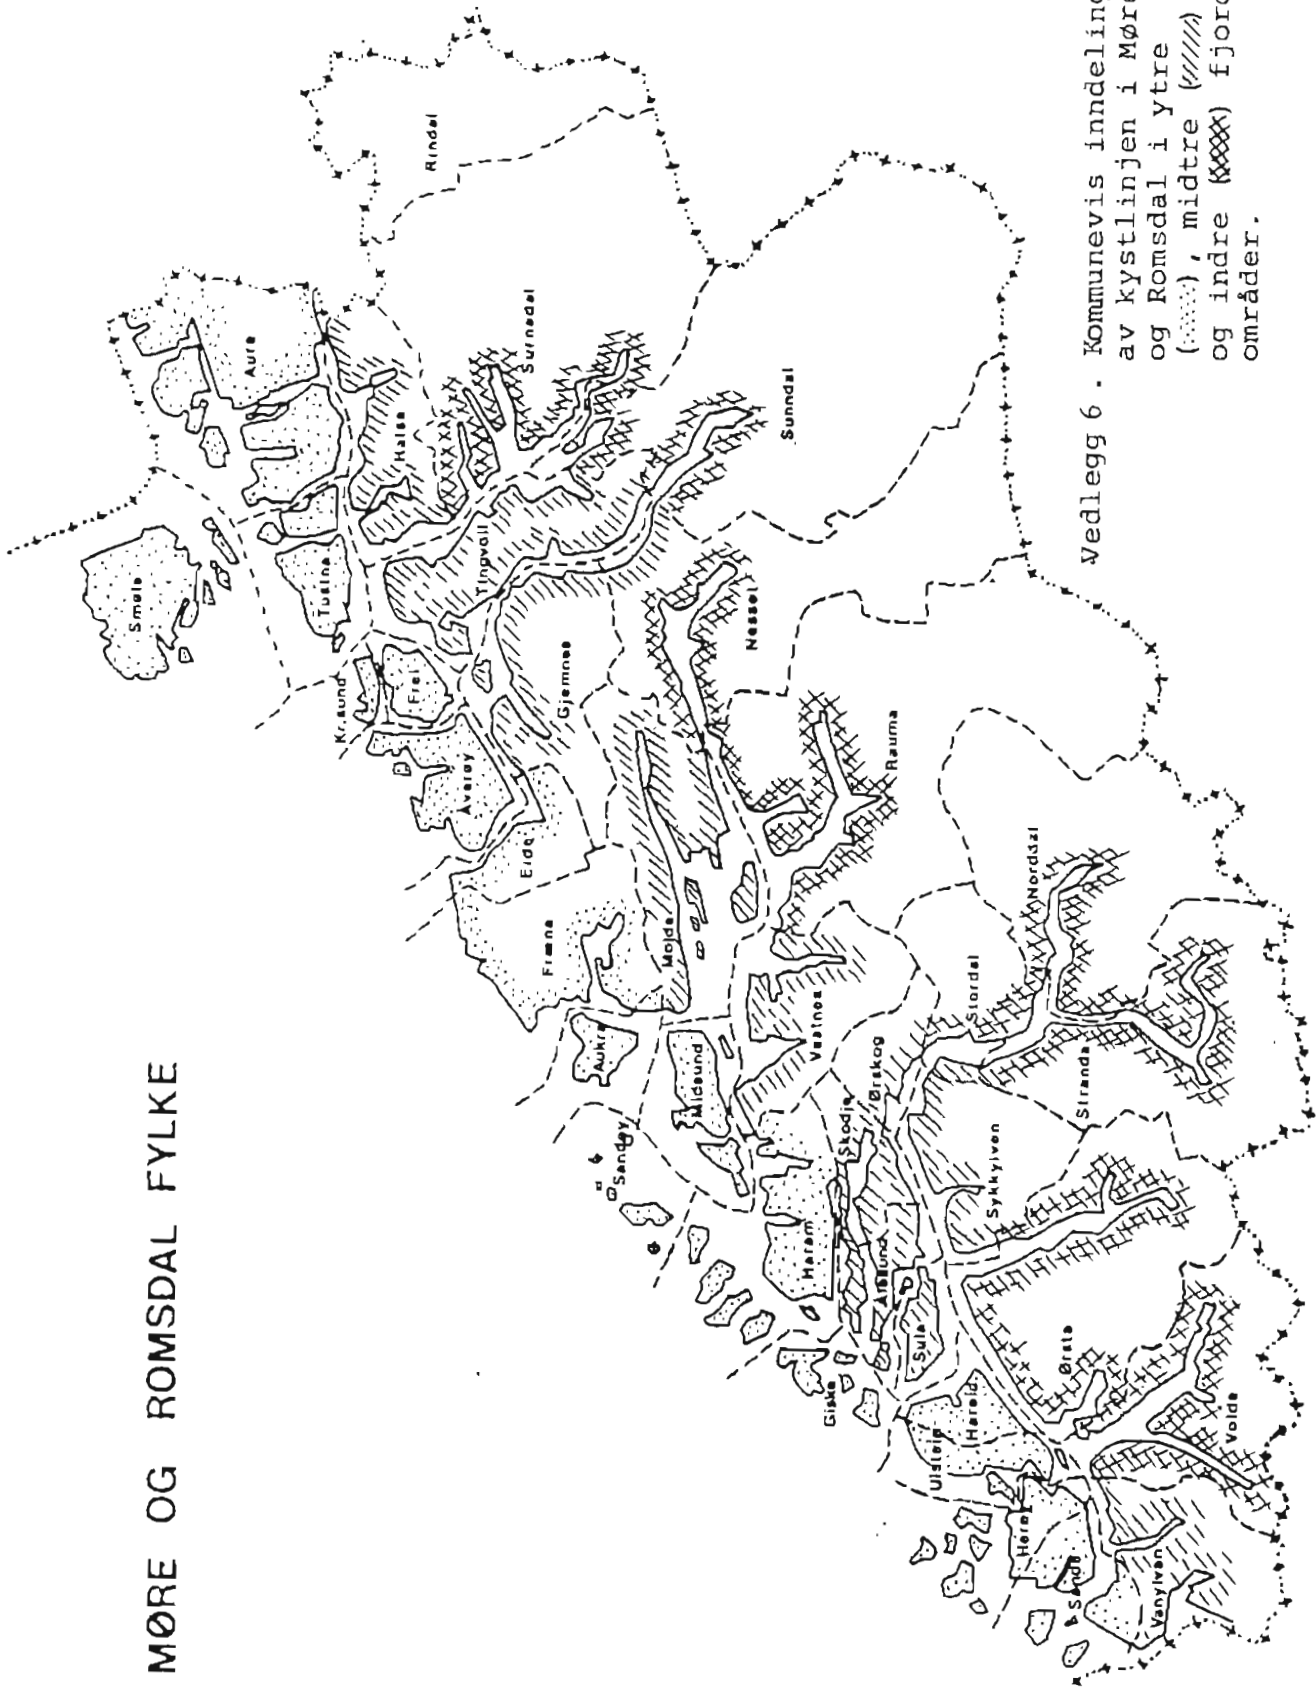 MØRE OG ROMSDAL FYLKE
Smøla
Aure
Rindal
Tustna
Halsa
Surnadal
Kr.sund
Frei
Tingvoll
Sunndal
Averøy
Gjemnes
Eide
Nesset
Fræna
Molde
Rauma
Aukra
Midsund
Vestnes
Sandøy
Norddal
Stordal
Ørskog
Skodje
Stranda
Haram
Sykkylven
Ålesund
Giske
Sula
Ørsta
Hareid
Ulstein
Volda
Herøy
Sande
Vanylven
Vedlegg 6. Kommunevis inndeling
av kystlinjen i Møre
og Romsdal i ytre
( ), midtre ( )
og indre ( ) fjord
områder.